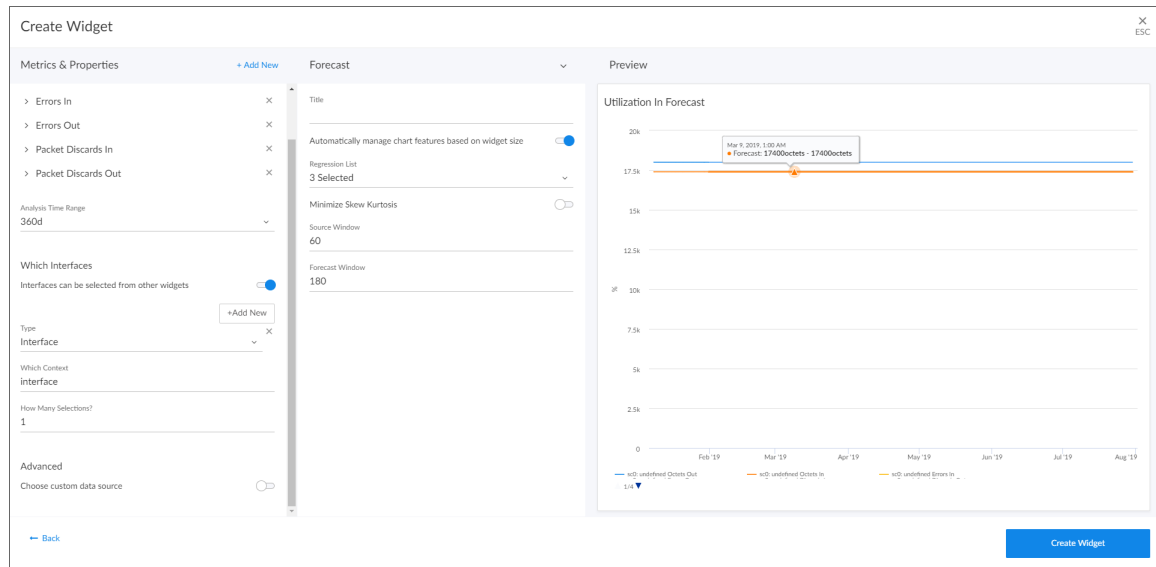 Create Widget
× ESC
Metrics & Properties
+ Add New
Errors In
Errors Out
Packet Discards In
Packet Discards Out
Analysis Time Range
360d
Which Interfaces
Interfaces can be selected from other widgets
+Add New
Type
Interface
Which Context
interface
How Many Selections?
1
Advanced
Choose custom data source
Forecast
Title
Automatically manage chart features based on widget size
Regression List
3 Selected
Minimize Skew Kurtosis
Source Window
60
Forecast Window
180
Preview
Utilization In Forecast
20k
Mar 9, 2019, 1:00 AM
Forecast: 17400octets - 17400octets
17.5k
15k
12.5k
%
10k
7.5k
5k
2.5k
0
Feb '19 Mar '19 Apr '19 May '19 Jun '19 Jul '19 Aug '19
sc0: undefined Octets Out sc0: undefined Octets In sc0: undefined Errors In
1/4
← Back
Create Widget